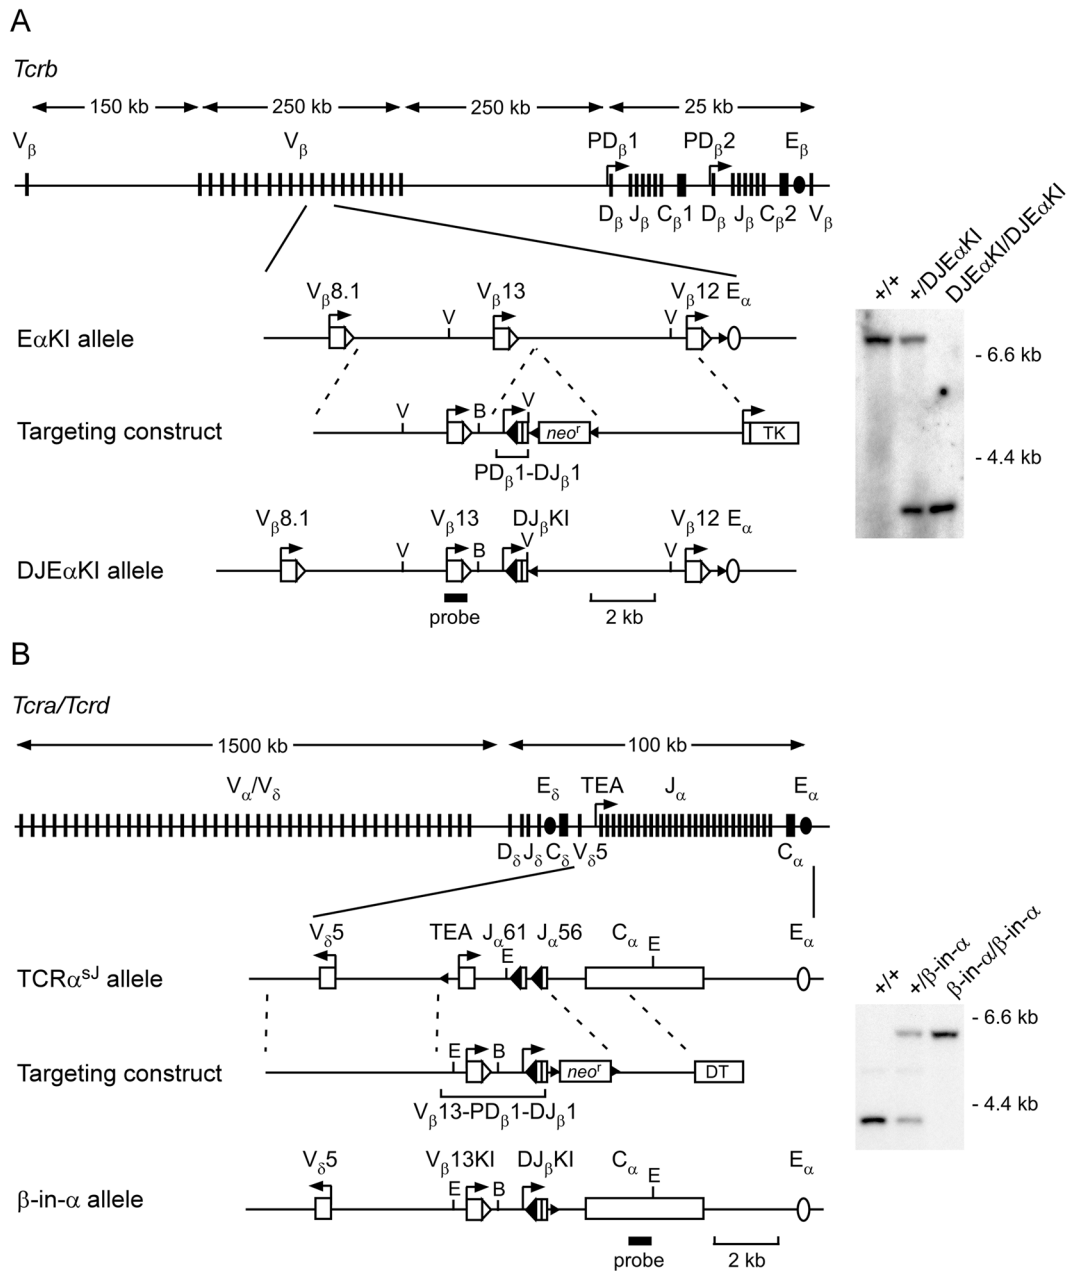 A
Tcrb
150 kb 250 kb 250 kb 25 kb
Vβ Vβ PDβ1 PDβ2 Eβ
Dβ Jβ Cβ1 Dβ Jβ Cβ2 Vβ
+/+ +/DJEαKI DJEαKI/DJEαKI
- 6.6 kb
- 4.4 kb
Vβ8.1 Vβ13 Vβ12 Eα
V V
EαKI allele
V B V
Targeting construct neoʳ TK
PDβ1-DJβ1
Vβ8.1 Vβ13 DJβKI Vβ12 Eα
V B V V
DJEαKI allele
probe 2 kb
B
Tcra/Tcrd
1500 kb 100 kb
Vα/Vδ Eδ TEA Jα Eα
Dδ Jδ Cδ Vδ5 Cα
Vδ5 TEA Jα61 Jα56 Cα Eα
E E
TCRαˢᴶ allele
E B
Targeting construct neoʳ DT
Vβ13-PDβ1-DJβ1
Vδ5 Vβ13KI DJβKI Cα Eα
E B E
β-in-α allele
probe 2 kb
+/+ +/β-in-α β-in-α/β-in-α
- 6.6 kb
- 4.4 kb